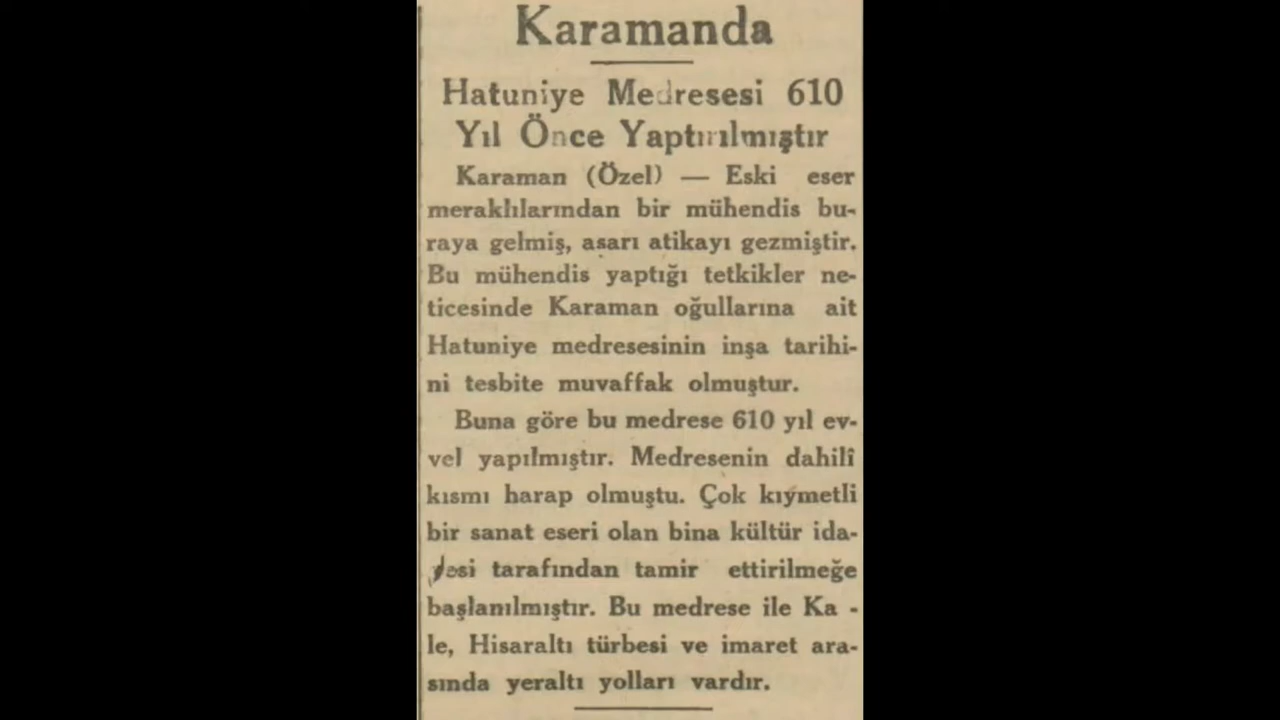 Karamanda
Hatuniye Medresesi 610
Yıl Önce Yaptırılmıştır
Karaman (Özel) — Eski eser
meraklılarından bir mühendis bu-
raya gelmiş, asarı atikayı gezmiştir.
Bu mühendis yaptığı tetkikler ne-
ticesinde Karaman oğullarına ait
Hatuniye medresesinin inşa tarihi-
ni tesbite muvaffak olmuştur.
Buna göre bu medrese 610 yıl ev-
vel yapılmıştır. Medresenin dahilî
kısmı harap olmuştu. Çok kıymetli
bir sanat eseri olan bina kültür ida-
resi tarafından tamir ettirilmeğe
başlanılmıştır. Bu medrese ile Ka -
le, Hisaraltı türbesi ve imaret ara-
sında yeraltı yolları vardır.